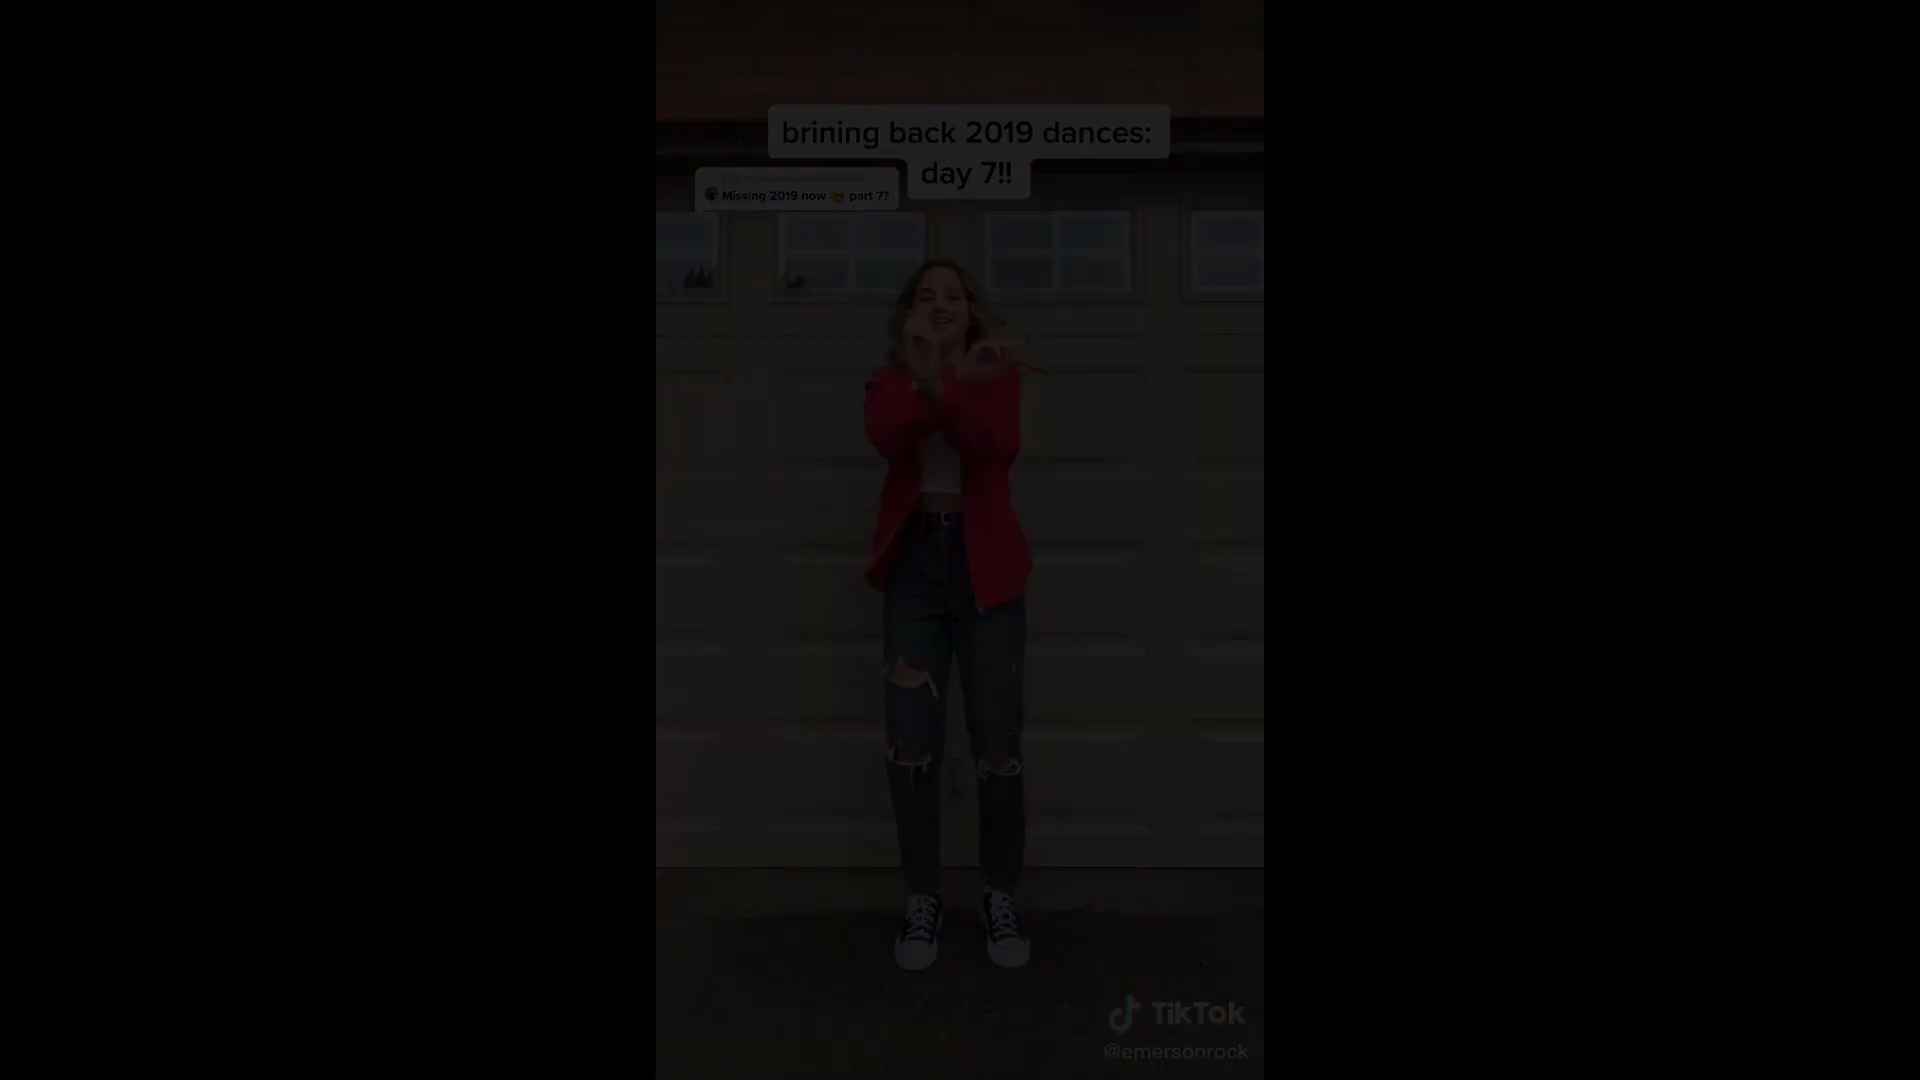 brining back 2019 dances:
day 7!!
Missing 2019 now 🥺 part 7?
TikTok
@emersonrock